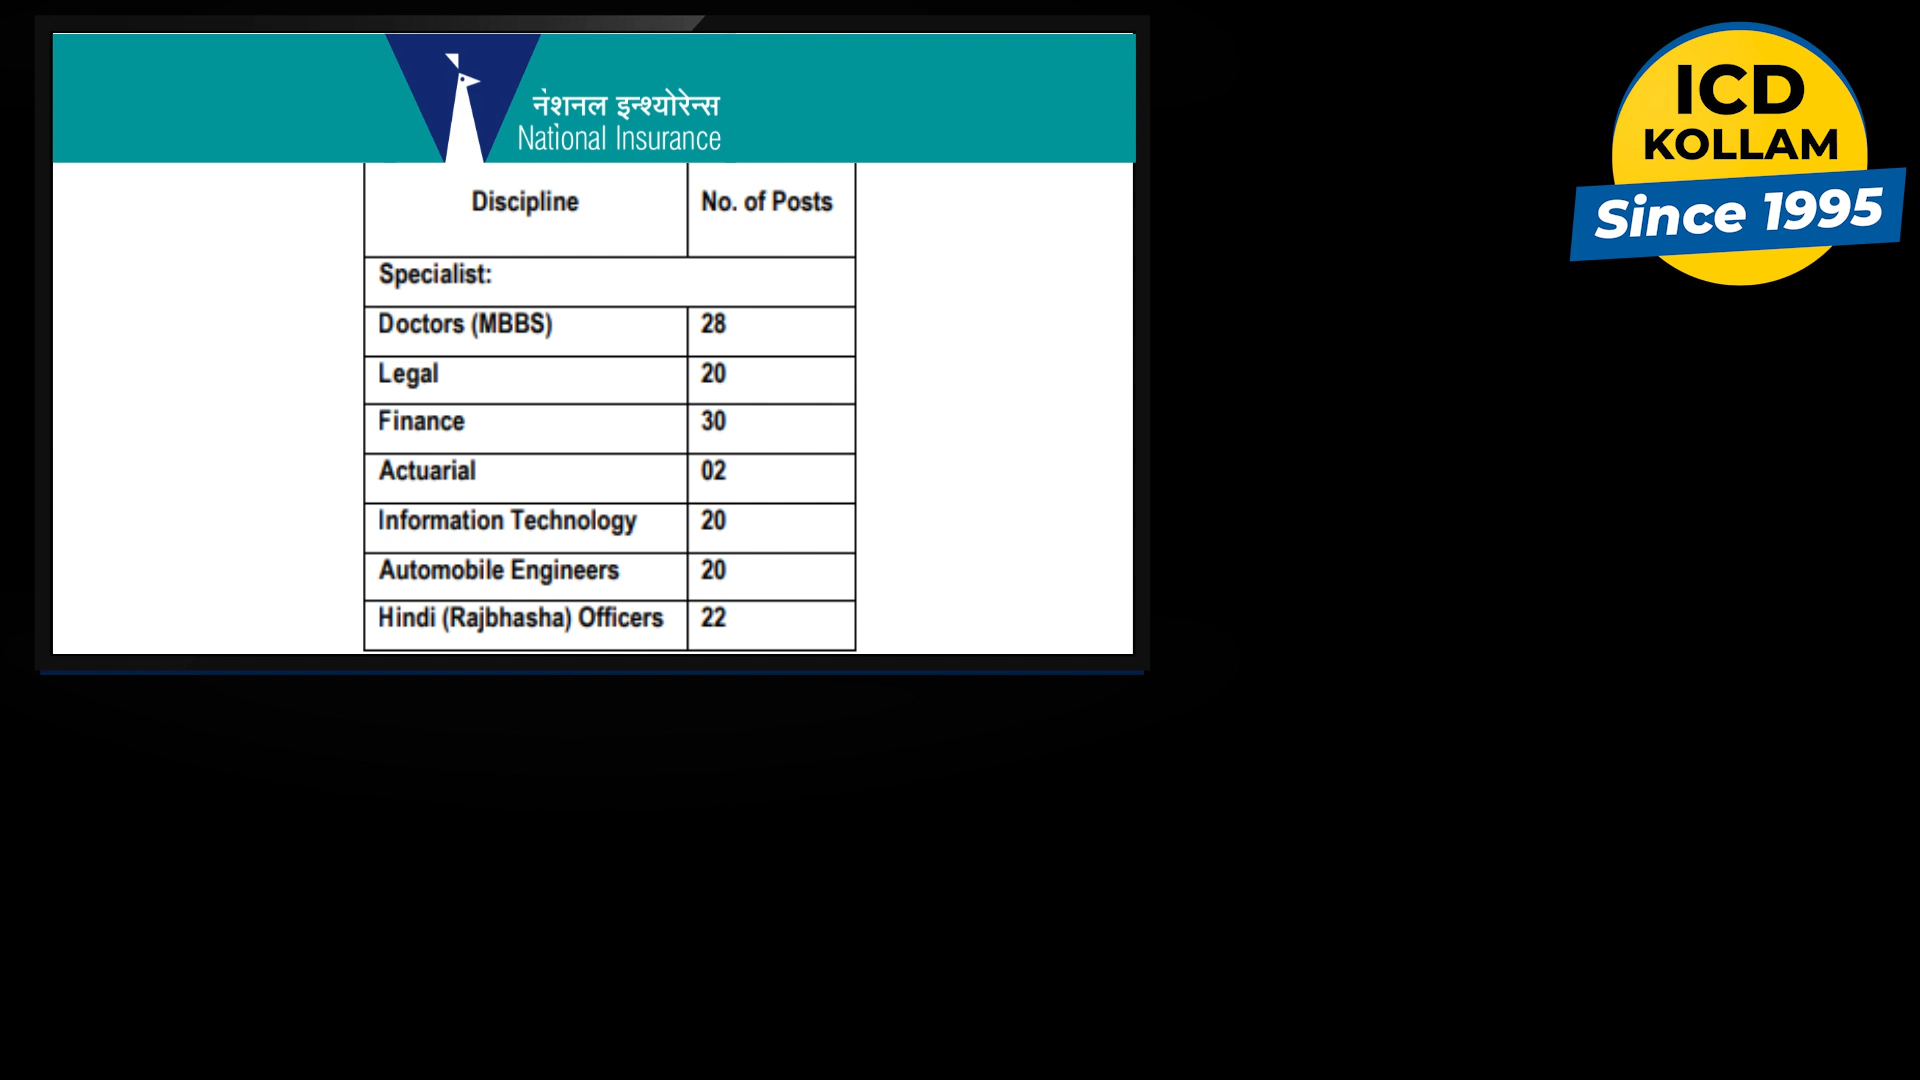 नेशनल इन्श्योरेन्स
National Insurance
Discipline No. of Posts
Specialist:
Doctors (MBBS) 28
Legal 20
Finance 30
Actuarial 02
Information Technology 20
Automobile Engineers 20
Hindi (Rajbhasha) Officers 22
ICD
KOLLAM
Since 1995